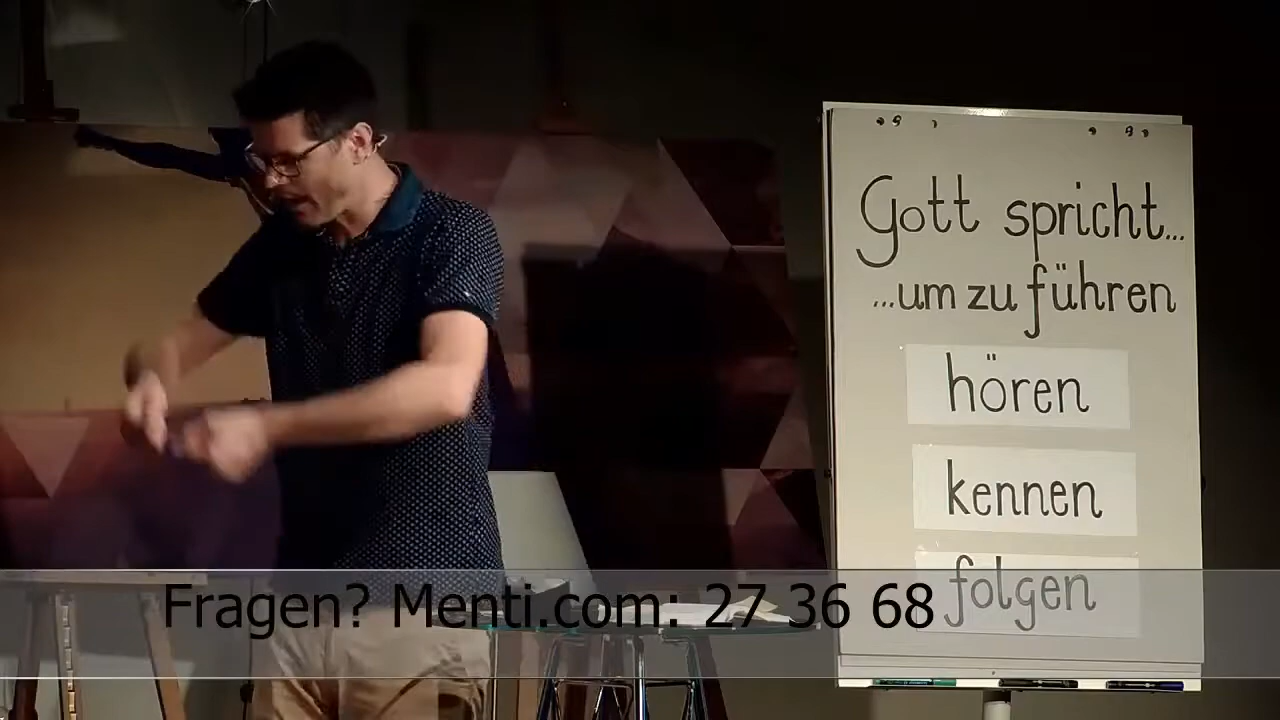 Gott spricht...
...um zu führen
hören
kennen
folgen
Fragen? Menti.com: 27 36 68